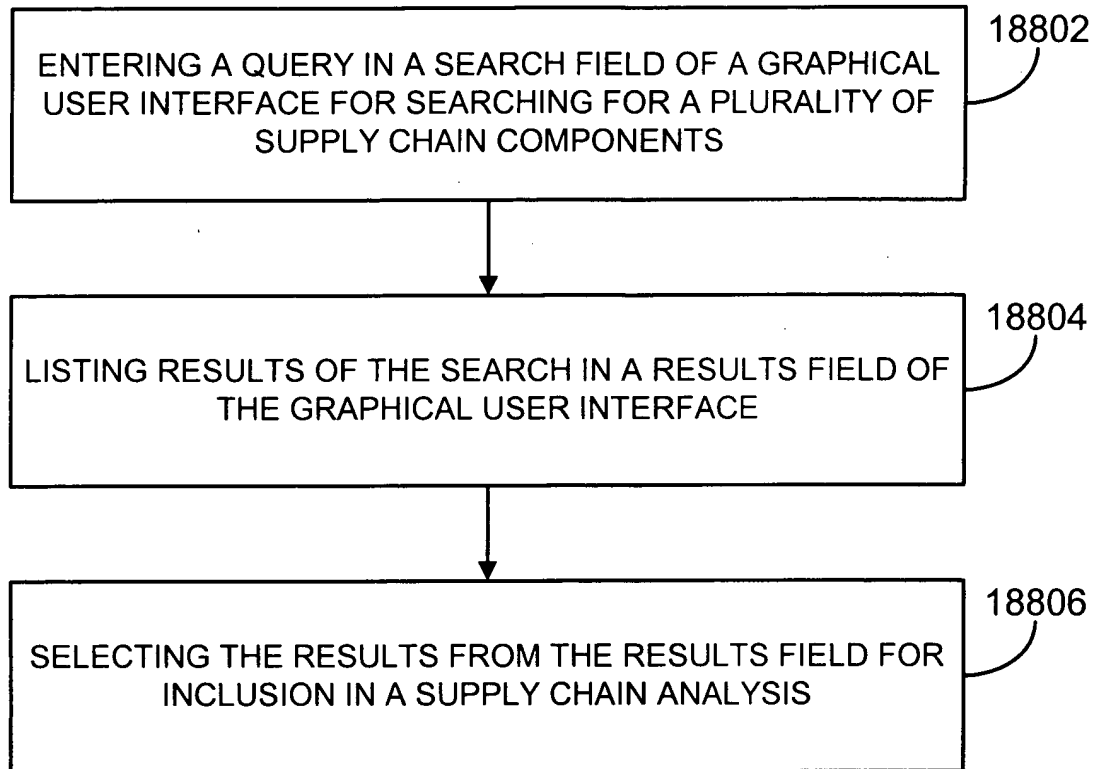 18802
ENTERING A QUERY IN A SEARCH FIELD OF A GRAPHICAL
USER INTERFACE FOR SEARCHING FOR A PLURALITY OF
SUPPLY CHAIN COMPONENTS
18804
LISTING RESULTS OF THE SEARCH IN A RESULTS FIELD OF
THE GRAPHICAL USER INTERFACE
18806
SELECTING THE RESULTS FROM THE RESULTS FIELD FOR
INCLUSION IN A SUPPLY CHAIN ANALYSIS